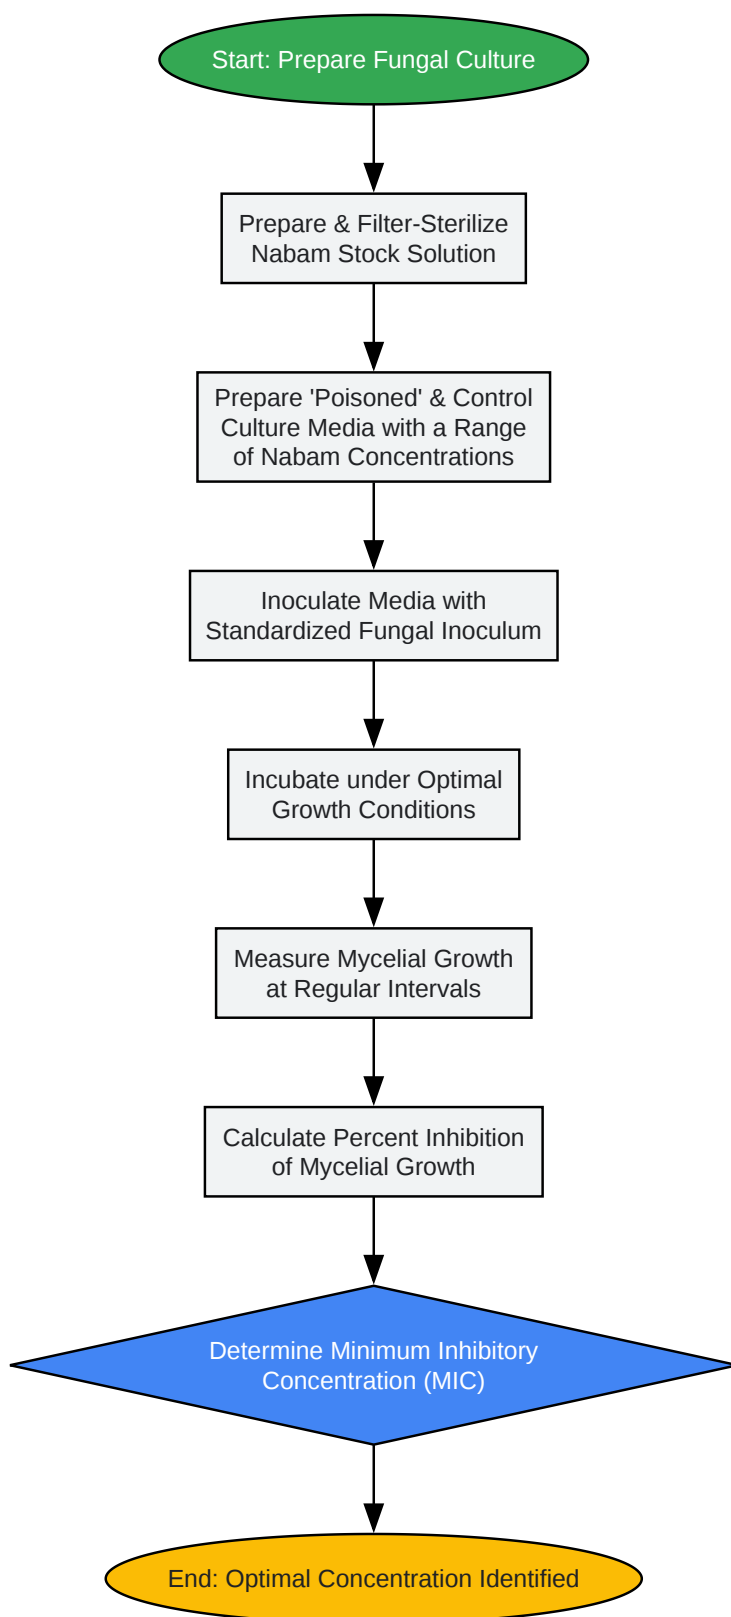 Start: Prepare Fungal Culture
Prepare & Filter-Sterilize
Nabam Stock Solution
Prepare 'Poisoned' & Control
Culture Media with a Range
of Nabam Concentrations
Inoculate Media with
Standardized Fungal Inoculum
Incubate under Optimal
Growth Conditions
Measure Mycelial Growth
at Regular Intervals
Calculate Percent Inhibition
of Mycelial Growth
Determine Minimum Inhibitory
Concentration (MIC)
End: Optimal Concentration Identified